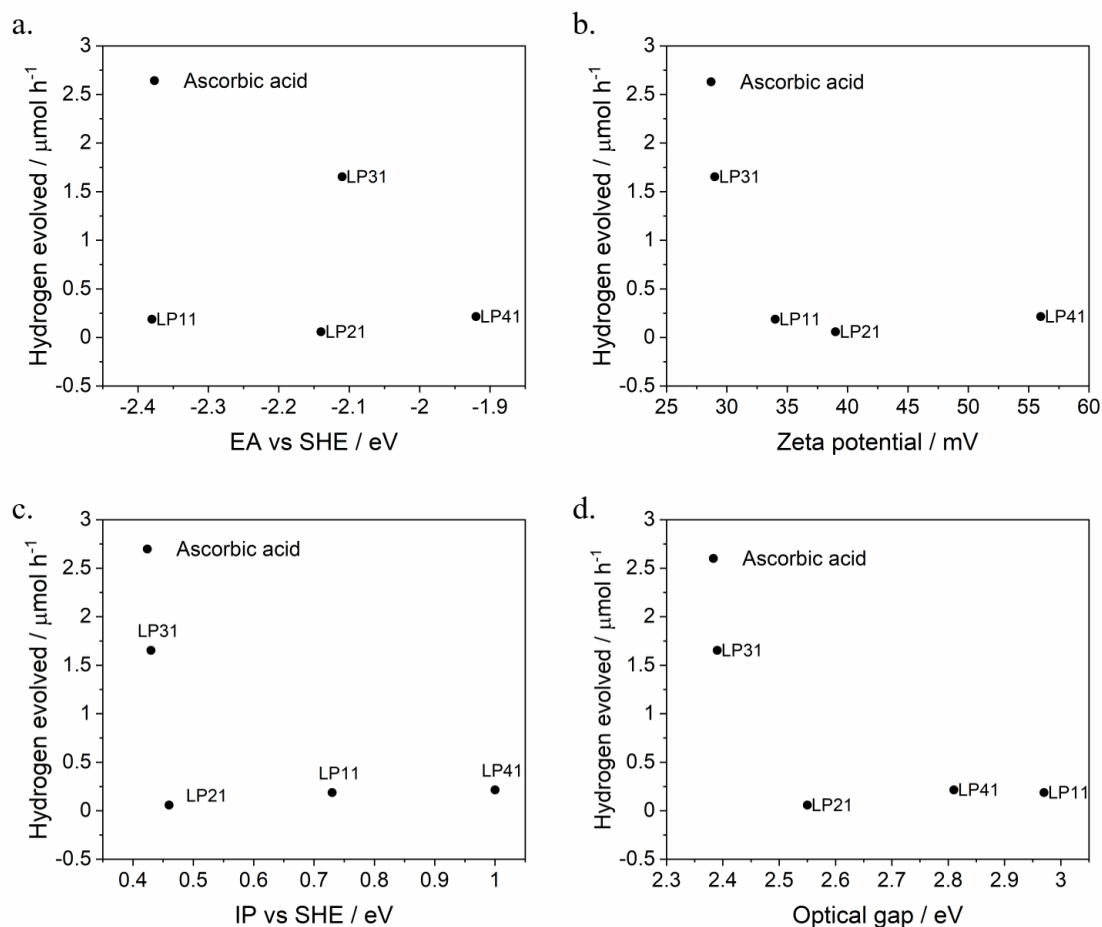 a.
Hydrogen evolved / μmol h⁻¹
3
2.5
2
1.5
1
0.5
0
-0.5
Ascorbic acid
LP31
LP11
LP21
LP41
-2.4 -2.3 -2.2 -2.1 -2 -1.9
EA vs SHE / eV
b.
Hydrogen evolved / μmol h⁻¹
3
2.5
2
1.5
1
0.5
0
-0.5
Ascorbic acid
LP31
LP11
LP21
LP41
25 30 35 40 45 50 55 60
Zeta potential / mV
c.
Hydrogen evolved / μmol h⁻¹
3
2.5
2
1.5
1
0.5
0
-0.5
Ascorbic acid
LP31
LP21
LP11
LP41
0.4 0.5 0.6 0.7 0.8 0.9 1
IP vs SHE / eV
d.
Hydrogen evolved / μmol h⁻¹
3
2.5
2
1.5
1
0.5
0
-0.5
Ascorbic acid
LP31
LP21
LP41
LP11
2.3 2.4 2.5 2.6 2.7 2.8 2.9 3
Optical gap / eV